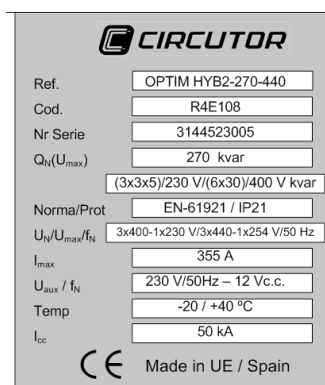 CIRCUTOR
Ref. OPTIM HYB2-270-440
Cod. R4E108
Nr Serie 3144523005
QN(Umax) 270 kvar
(3x3x5)/230 V/(6x30)/400 V kvar
Norma/Prot EN-61921 / IP21
UN/Umax/fN 3x400-1x230 V/3x440-1x254 V/50 Hz
Imax 355 A
Uaux / fN 230 V/50Hz – 12 Vc.c.
Temp -20 / +40 ºC
Icc 50 kA
CE Made in UE / Spain